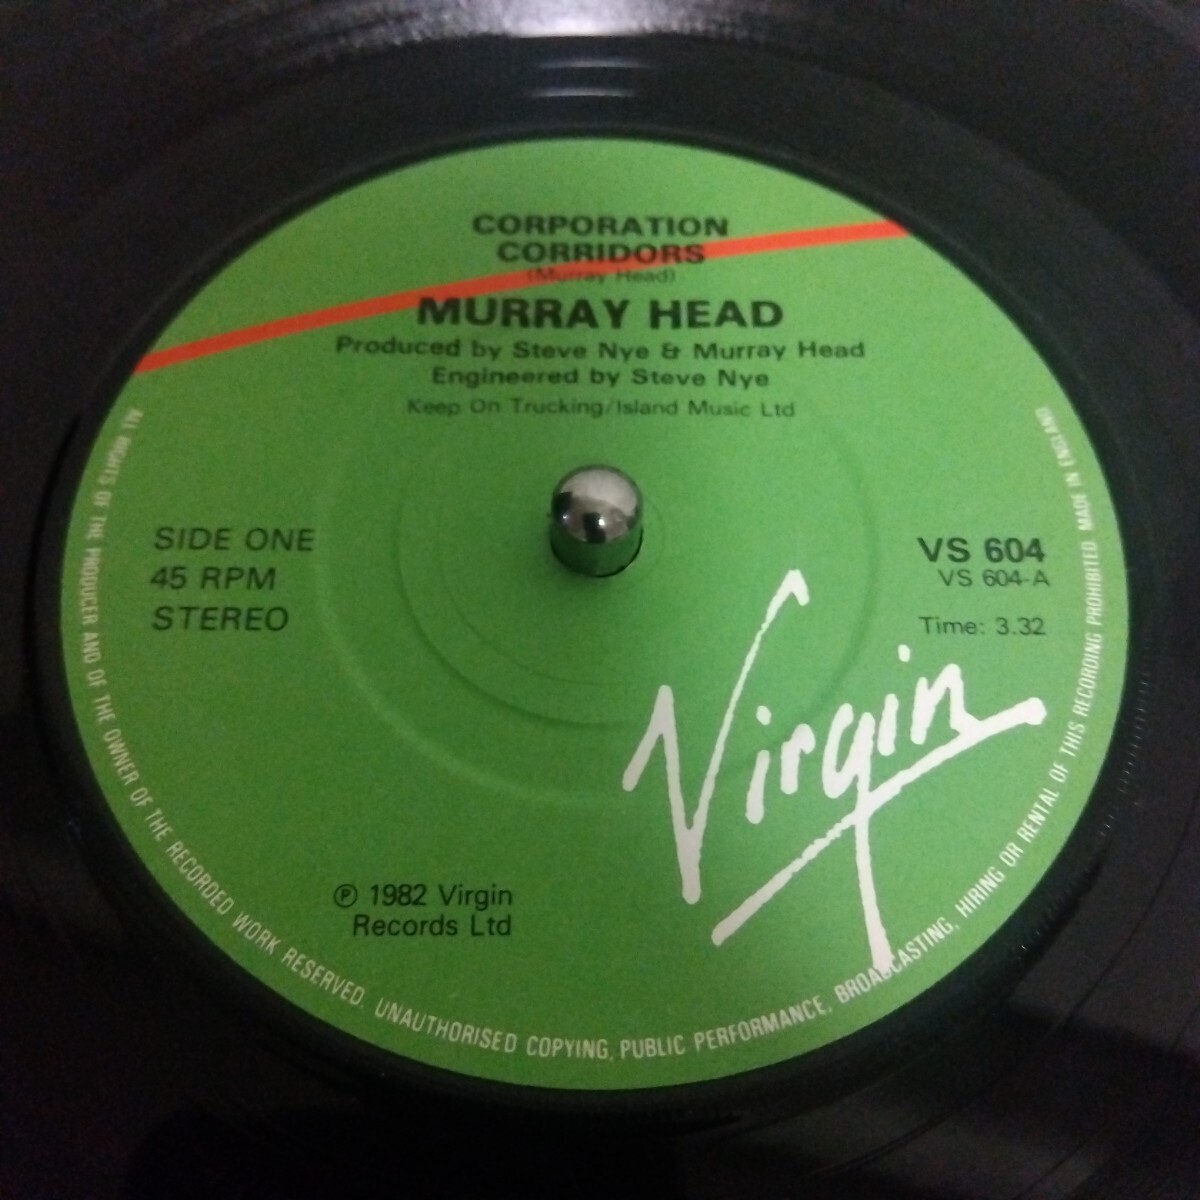 CORPORATION
CORRIDORS
(Murray Head)
MURRAY HEAD
Produced by Steve Nye & Murray Head
Engineered by Steve Nye
Keep On Trucking/Island Music Ltd
SIDE ONE
45 RPM
STEREO
VS 604
VS 604-A
Time: 3.32
Virgin
℗ 1982 Virgin
Records Ltd
ALL RIGHTS OF THE PRODUCER AND OF THE OWNER OF THE RECORDED WORK RESERVED. UNAUTHORISED COPYING, PUBLIC PERFORMANCE, BROADCASTING, HIRING OR RENTAL OF THIS RECORDING PROHIBITED MADE IN ENGLAND